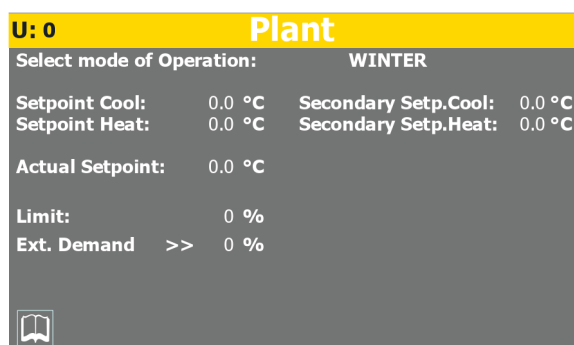 U: 0 Plant
Select mode of Operation: WINTER
Setpoint Cool: 0.0 °C Secondary Setp.Cool: 0.0 °C
Setpoint Heat: 0.0 °C Secondary Setp.Heat: 0.0 °C
Actual Setpoint: 0.0 °C
Limit: 0 %
Ext. Demand >> 0 %